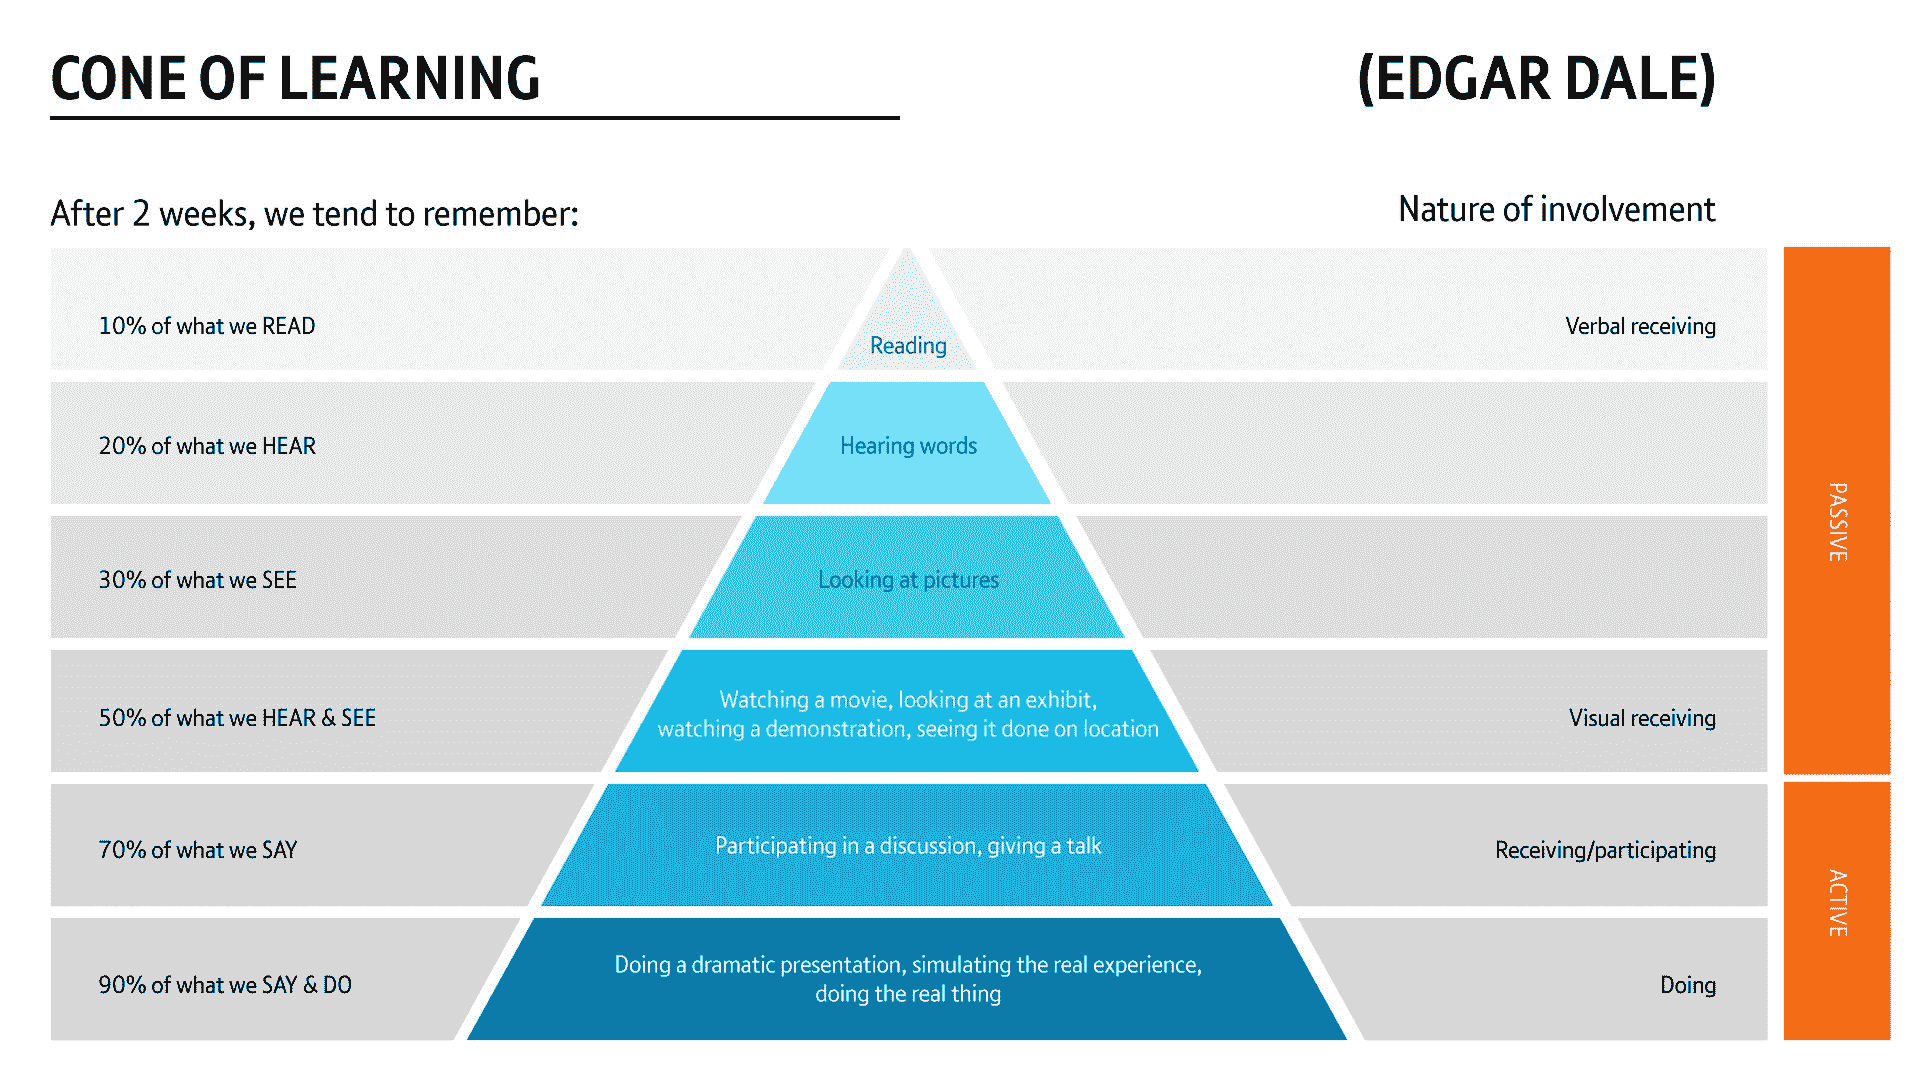 CONE OF LEARNING
(EDGAR DALE)
After 2 weeks, we tend to remember:
Nature of involvement
10% of what we READ
Reading
Verbal receiving
20% of what we HEAR
Hearing words
30% of what we SEE
Looking at pictures
50% of what we HEAR & SEE
Watching a movie, looking at an exhibit,
watching a demonstration, seeing it done on location
Visual receiving
PASSIVE
70% of what we SAY
Participating in a discussion, giving a talk
Receiving/participating
90% of what we SAY & DO
Doing a dramatic presentation, simulating the real experience,
doing the real thing
Doing
ACTIVE